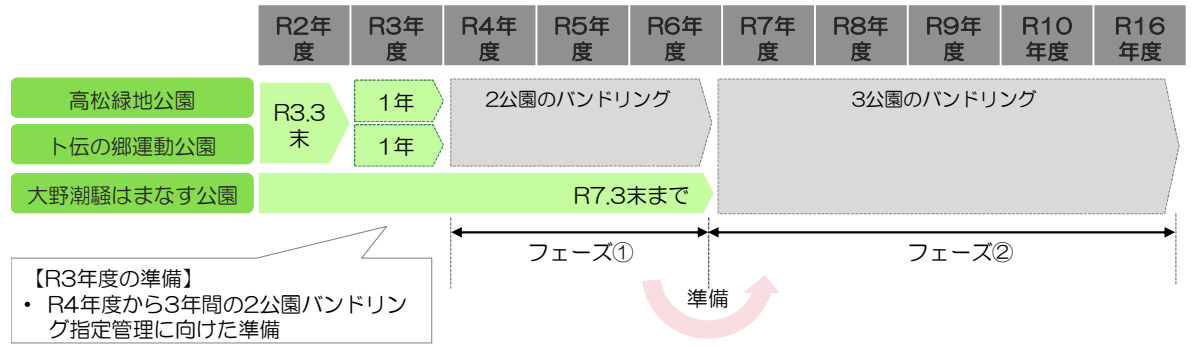 R2年
度
R3年
度
R4年
度
R5年
度
R6年
度
R7年
度
R8年
度
R9年
度
R10
年度
R16
年度
高松緑地公園
R3.3
末
1年
2公園のバンドリング
3公園のバンドリング
ト伝の郷運動公園
1年
大野潮騒はまなす公園
R7.3末まで
フェーズ①
フェーズ②
準備
【R3年度の準備】
• R4年度から3年間の2公園バンドリン
グ指定管理に向けた準備